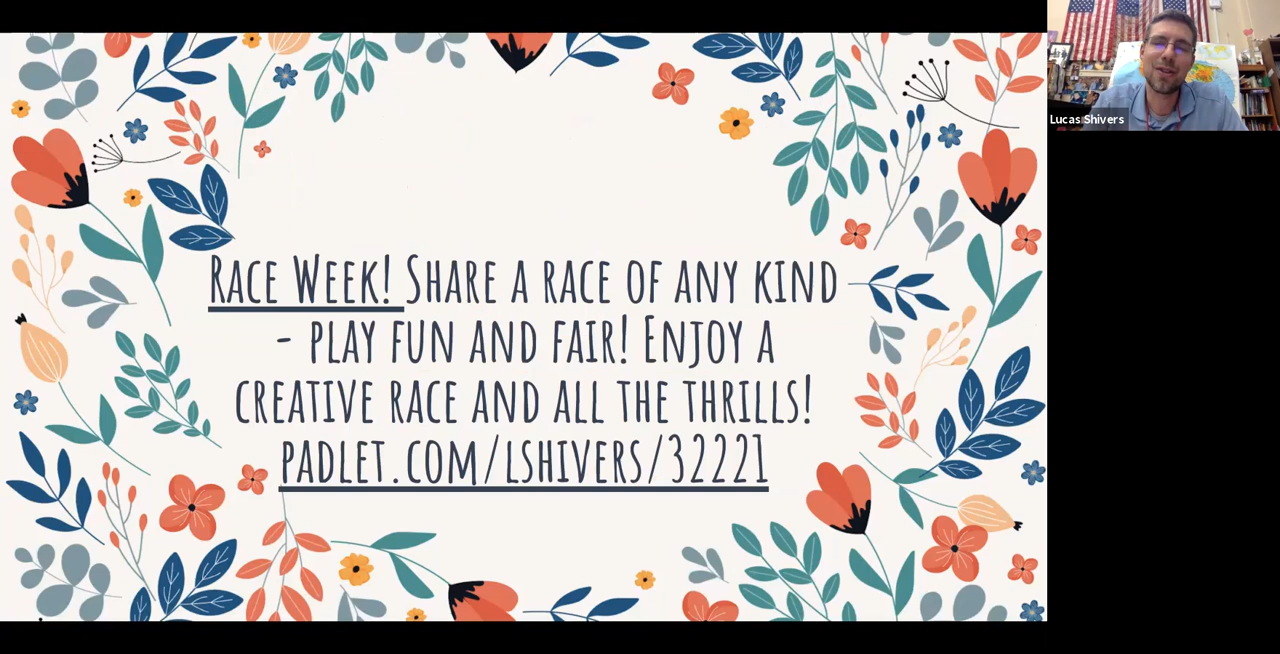 Race Week! Share a race of any kind
- play fun and fair! Enjoy a
creative race and all the thrills!
padlet.com/lshivers/32221
Lucas Shivers